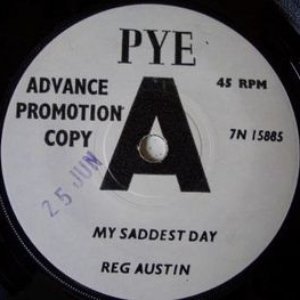 PYE
ADVANCE
PROMOTION
COPY
A
45 RPM
7N 15885
25 JUN
MY SADDEST DAY
REG AUSTIN